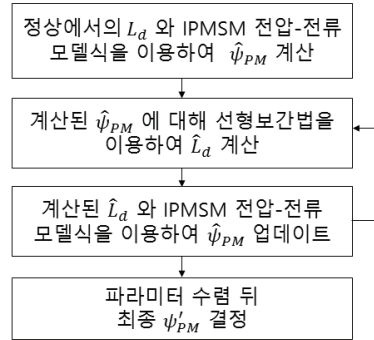 정상에서의 L_d 와 IPMSM 전압-전류
모델식을 이용하여 ψ̂_PM 계산
계산된 ψ̂_PM 에 대해 선형보간법을
이용하여 L̂_d 계산
계산된 L̂_d 와 IPMSM 전압-전류
모델식을 이용하여 ψ̂_PM 업데이트
파라미터 수렴 뒤
최종 ψ′_PM 결정